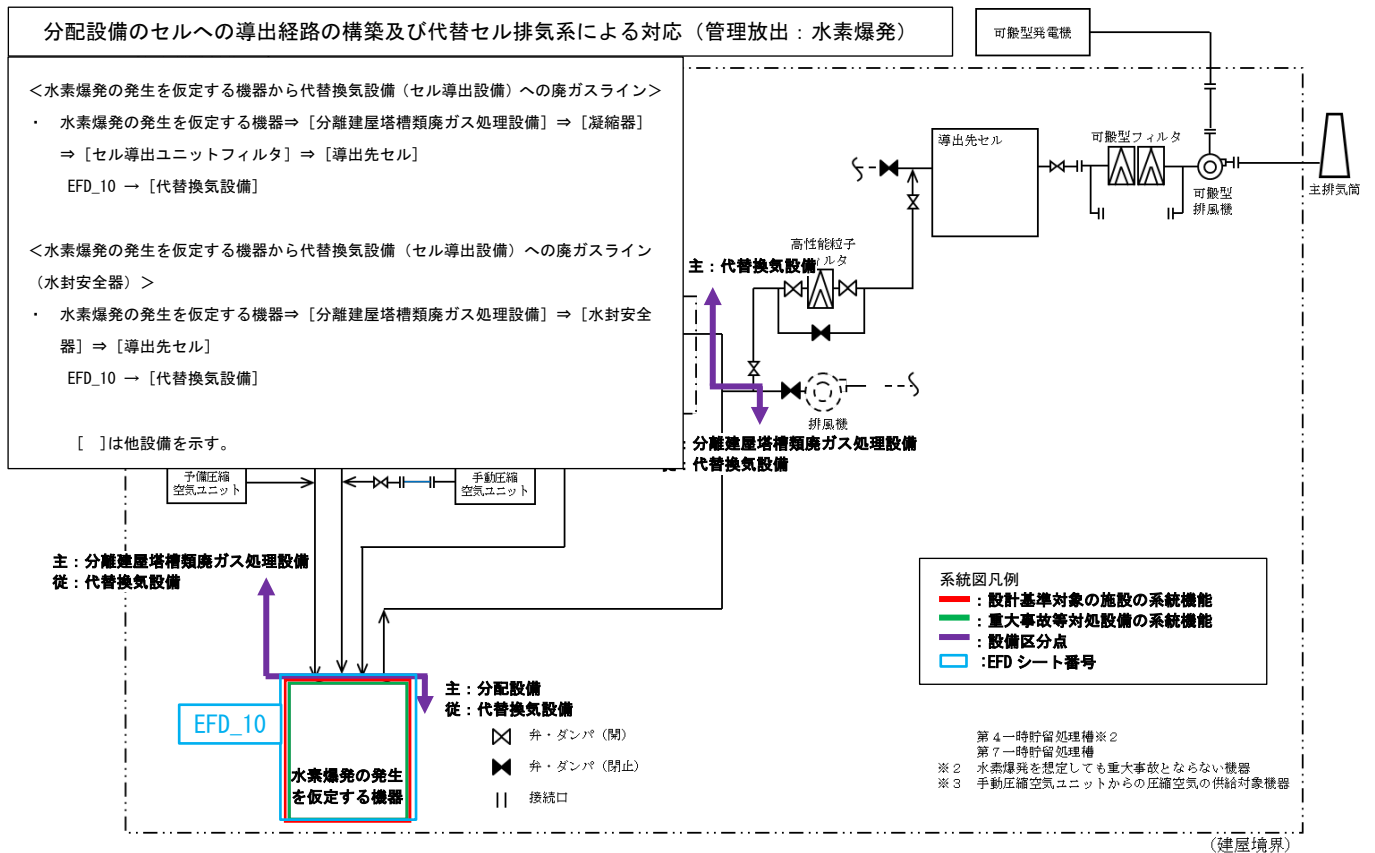 分配設備のセルへの導出経路の構築及び代替セル排気系による対応（管理放出：水素爆発）
可搬型発電機
＜水素爆発の発生を仮定する機器から代替換気設備（セル導出設備）への廃ガスライン＞
・ 水素爆発の発生を仮定する機器⇒［分離建屋塔槽類廃ガス処理設備］⇒［凝縮器］
⇒［セル導出ユニットフィルタ］⇒［導出先セル］
EFD_10 → ［代替換気設備］
＜水素爆発の発生を仮定する機器から代替換気設備（セル導出設備）への廃ガスライン
（水封安全器）＞
・ 水素爆発の発生を仮定する機器⇒［分離建屋塔槽類廃ガス処理設備］⇒［水封安全
器］⇒［導出先セル］
EFD_10 → ［代替換気設備］
［ ］は他設備を示す。
導出先セル
可搬型フィルタ
可搬型
排風機
主排気筒
高性能粒子
ルタ
主：代替換気設備
排風機
：分離建屋塔槽類廃ガス処理設備
従：代替換気設備
予備圧縮
空気ユニット
手動圧縮
空気ユニット
主：分離建屋塔槽類廃ガス処理設備
従：代替換気設備
系統図凡例
：設計基準対象の施設の系統機能
：重大事故等対処設備の系統機能
：設備区分点
：EFDシート番号
主：分配設備
従：代替換気設備
EFD_10
水素爆発の発生
を仮定する機器
弁・ダンパ（開）
弁・ダンパ（閉止）
接続口
第4一時貯留処理槽※2
第7一時貯留処理槽
※2 水素爆発を想定しても重大事故とならない機器
※3 手動圧縮空気ユニットからの圧縮空気の供給対象機器
（建屋境界）